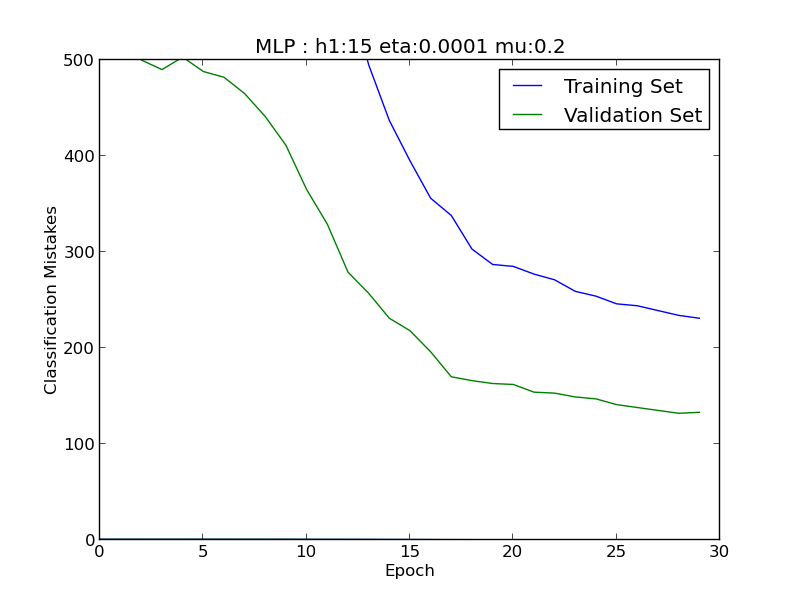 MLP : h1:15 eta:0.0001 mu:0.2
500
Training Set
Validation Set
400
300
200
100
0
Classification Mistakes
0 5 10 15 20 25 30
Epoch